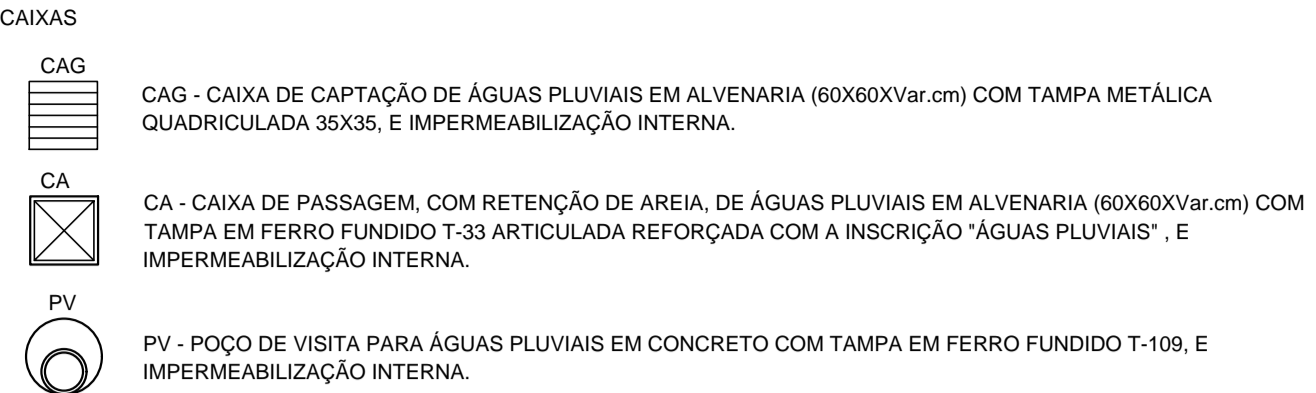 CAIXAS
CAG
CAG - CAIXA DE CAPTAÇÃO DE ÁGUAS PLUVIAIS EM ALVENARIA (60X60XVar.cm) COM TAMPA METÁLICA
QUADRICULADA 35X35, E IMPERMEABILIZAÇÃO INTERNA.
CA
CA - CAIXA DE PASSAGEM, COM RETENÇÃO DE AREIA, DE ÁGUAS PLUVIAIS EM ALVENARIA (60X60XVar.cm) COM
TAMPA EM FERRO FUNDIDO T-33 ARTICULADA REFORÇADA COM A INSCRIÇÃO "ÁGUAS PLUVIAIS" , E
IMPERMEABILIZAÇÃO INTERNA.
PV
PV - POÇO DE VISITA PARA ÁGUAS PLUVIAIS EM CONCRETO COM TAMPA EM FERRO FUNDIDO T-109, E
IMPERMEABILIZAÇÃO INTERNA.